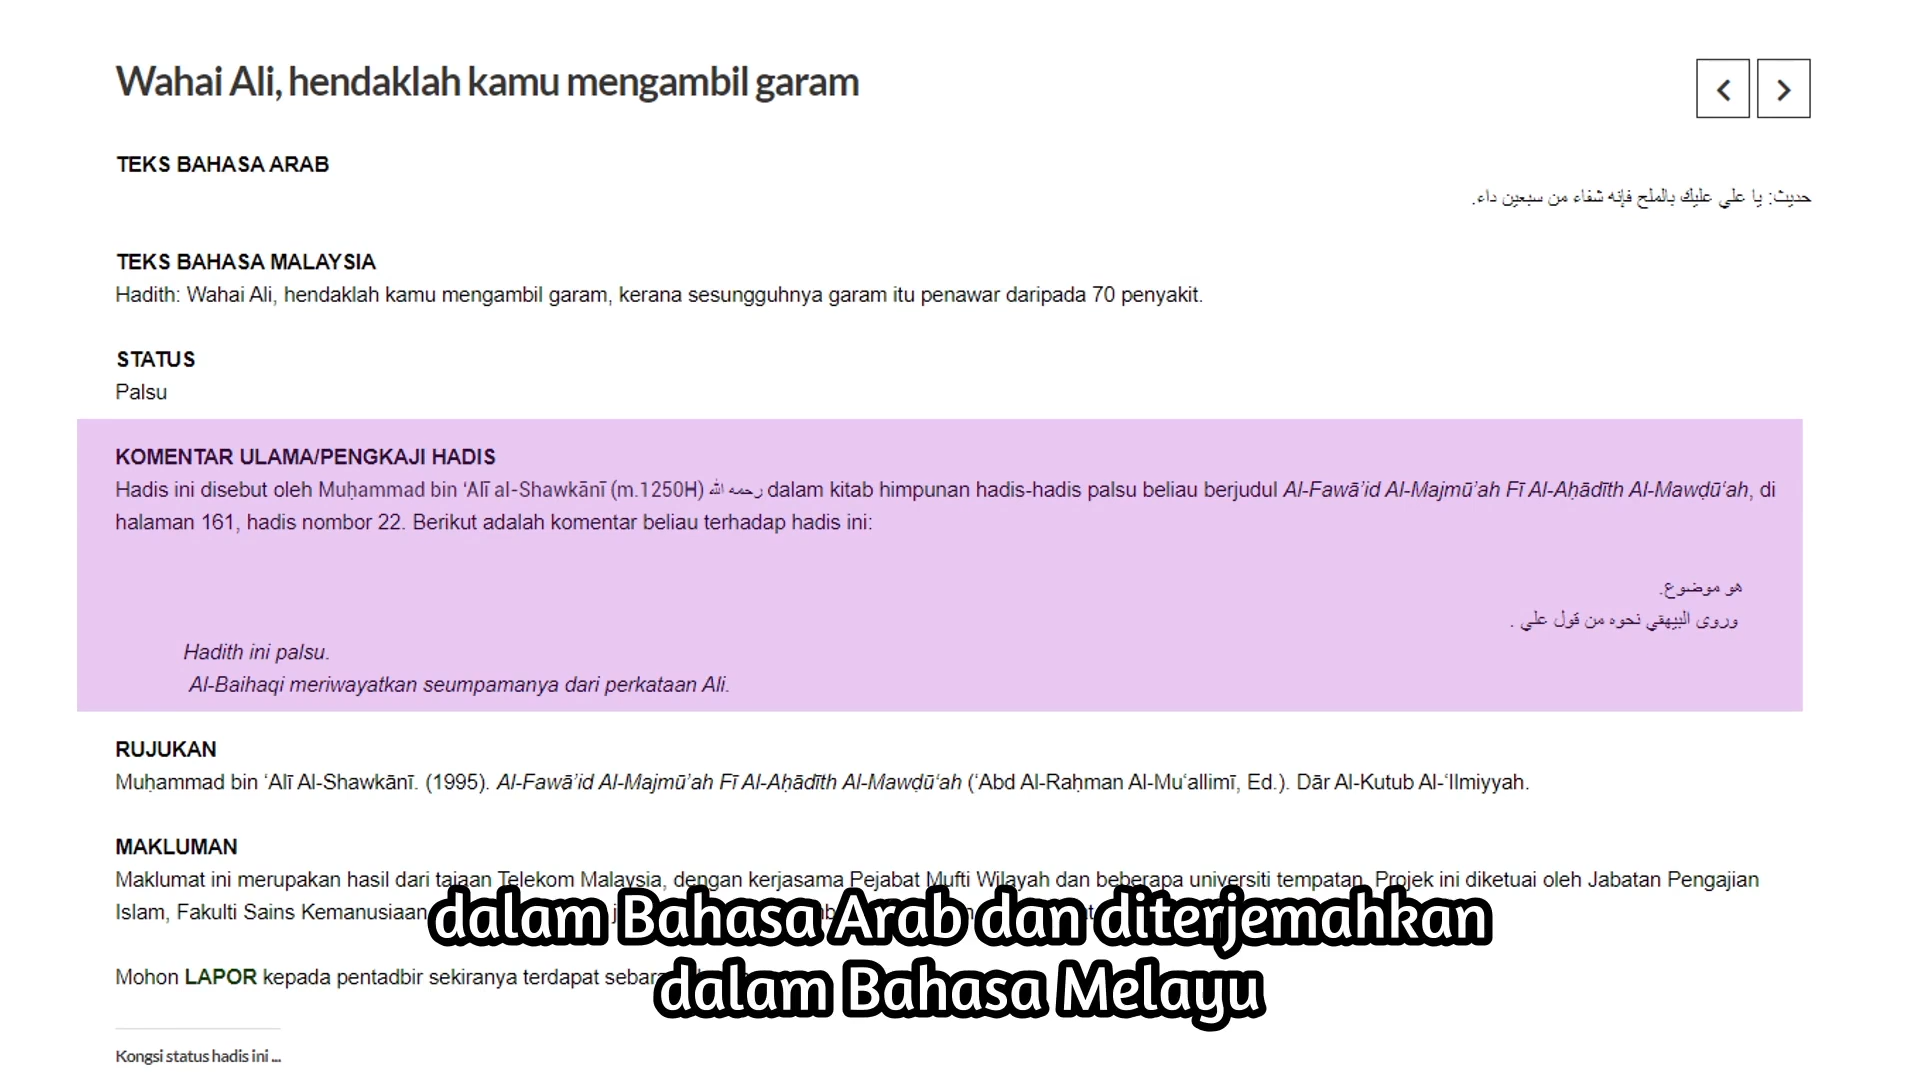 Wahai Ali, hendaklah kamu mengambil garam
TEKS BAHASA ARAB
حديث: يا علي عليك بالملح فإنه شفاء من سبعين داء.
TEKS BAHASA MALAYSIA
Hadith: Wahai Ali, hendaklah kamu mengambil garam, kerana sesungguhnya garam itu penawar daripada 70 penyakit.
STATUS
Palsu
KOMENTAR ULAMA/PENGKAJI HADIS
Hadis ini disebut oleh Muḥammad bin ‘Alī al-Shawkānī (m.1250H) رحمه الله dalam kitab himpunan hadis-hadis palsu beliau berjudul Al-Fawā’id Al-Majmū’ah Fī Al-Aḥādīth Al-Mawḍū‘ah, di
halaman 161, hadis nombor 22. Berikut adalah komentar beliau terhadap hadis ini:
هو موضوع.
وروى البيهقي نحوه من قول علي .
Hadith ini palsu.
Al-Baihaqi meriwayatkan seumpamanya dari perkataan Ali.
RUJUKAN
Muḥammad bin ‘Alī Al-Shawkānī. (1995). Al-Fawā’id Al-Majmū’ah Fī Al-Aḥādīth Al-Mawḍū‘ah (‘Abd Al-Raḥman Al-Mu‘allimī, Ed.). Dār Al-Kutub Al-‘Ilmiyyah.
MAKLUMAN
Maklumat ini merupakan hasil dari tajaan Telekom Malaysia, dengan kerjasama Pejabat Mufti Wilayah dan beberapa universiti tempatan. Projek ini diketuai oleh Jabatan Pengajian
Islam, Fakulti Sains Kemanusiaan
dalam Bahasa Arab dan diterjemahkan
Mohon LAPOR kepada pentadbir sekiranya terdapat
dalam Bahasa Melayu
Kongsi status hadis ini ...